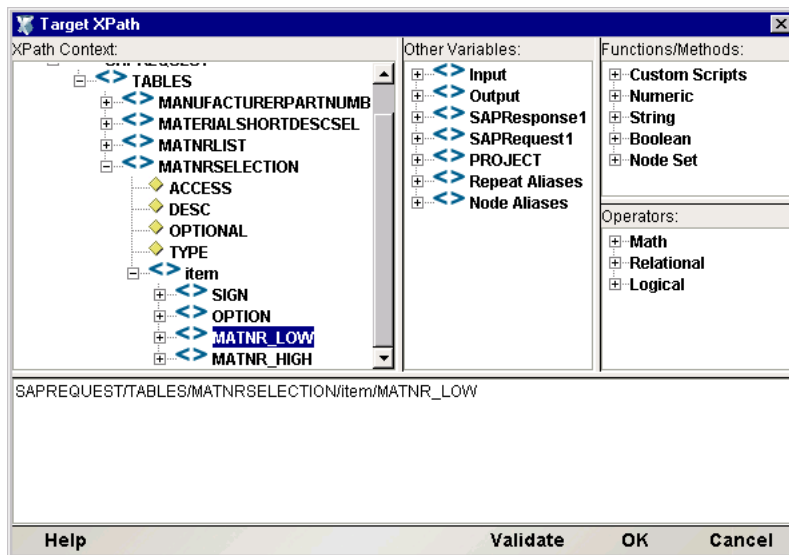 Target XPath
XPath Context:
SAPREQUEST
TABLES
MANUFACTURERPARTNUMB
MATERIALSHORTDESCSEL
MATNRLIST
MATNRSELECTION
ACCESS
DESC
OPTIONAL
TYPE
item
SIGN
OPTION
MATNR_LOW
MATNR_HIGH
Other Variables:
Input
Output
SAPResponse1
SAPRequest1
PROJECT
Repeat Aliases
Node Aliases
Functions/Methods:
Custom Scripts
Numeric
String
Boolean
Node Set
Operators:
Math
Relational
Logical
SAPREQUEST/TABLES/MATNRSELECTION/item/MATNR_LOW
Help Validate OK Cancel